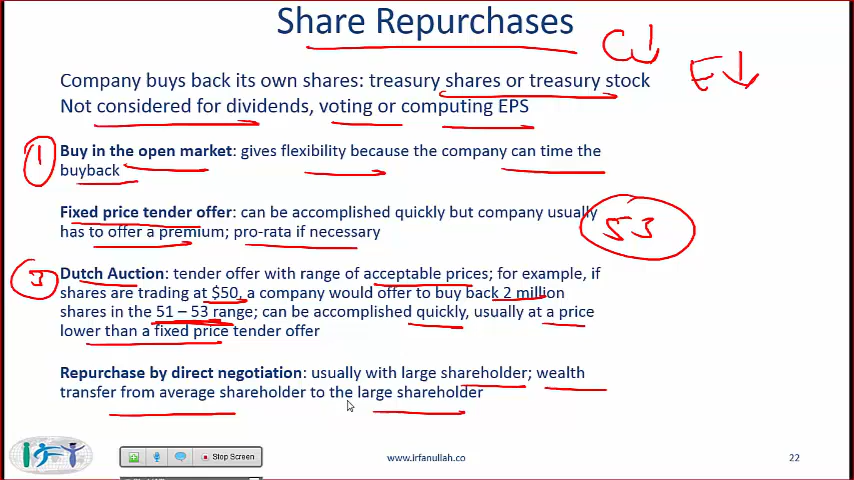 Share Repurchases
C↓
E↓
Company buys back its own shares: treasury shares or treasury stock
Not considered for dividends, voting or computing EPS
1
Buy in the open market: gives flexibility because the company can time the
buyback
Fixed price tender offer: can be accomplished quickly but company usually
has to offer a premium; pro-rata if necessary
53
3
Dutch Auction: tender offer with range of acceptable prices; for example, if
shares are trading at $50, a company would offer to buy back 2 million
shares in the 51 – 53 range; can be accomplished quickly, usually at a price
lower than a fixed price tender offer
Repurchase by direct negotiation: usually with large shareholder; wealth
transfer from average shareholder to the large shareholder
Stop Screen
www.irfanullah.co
22